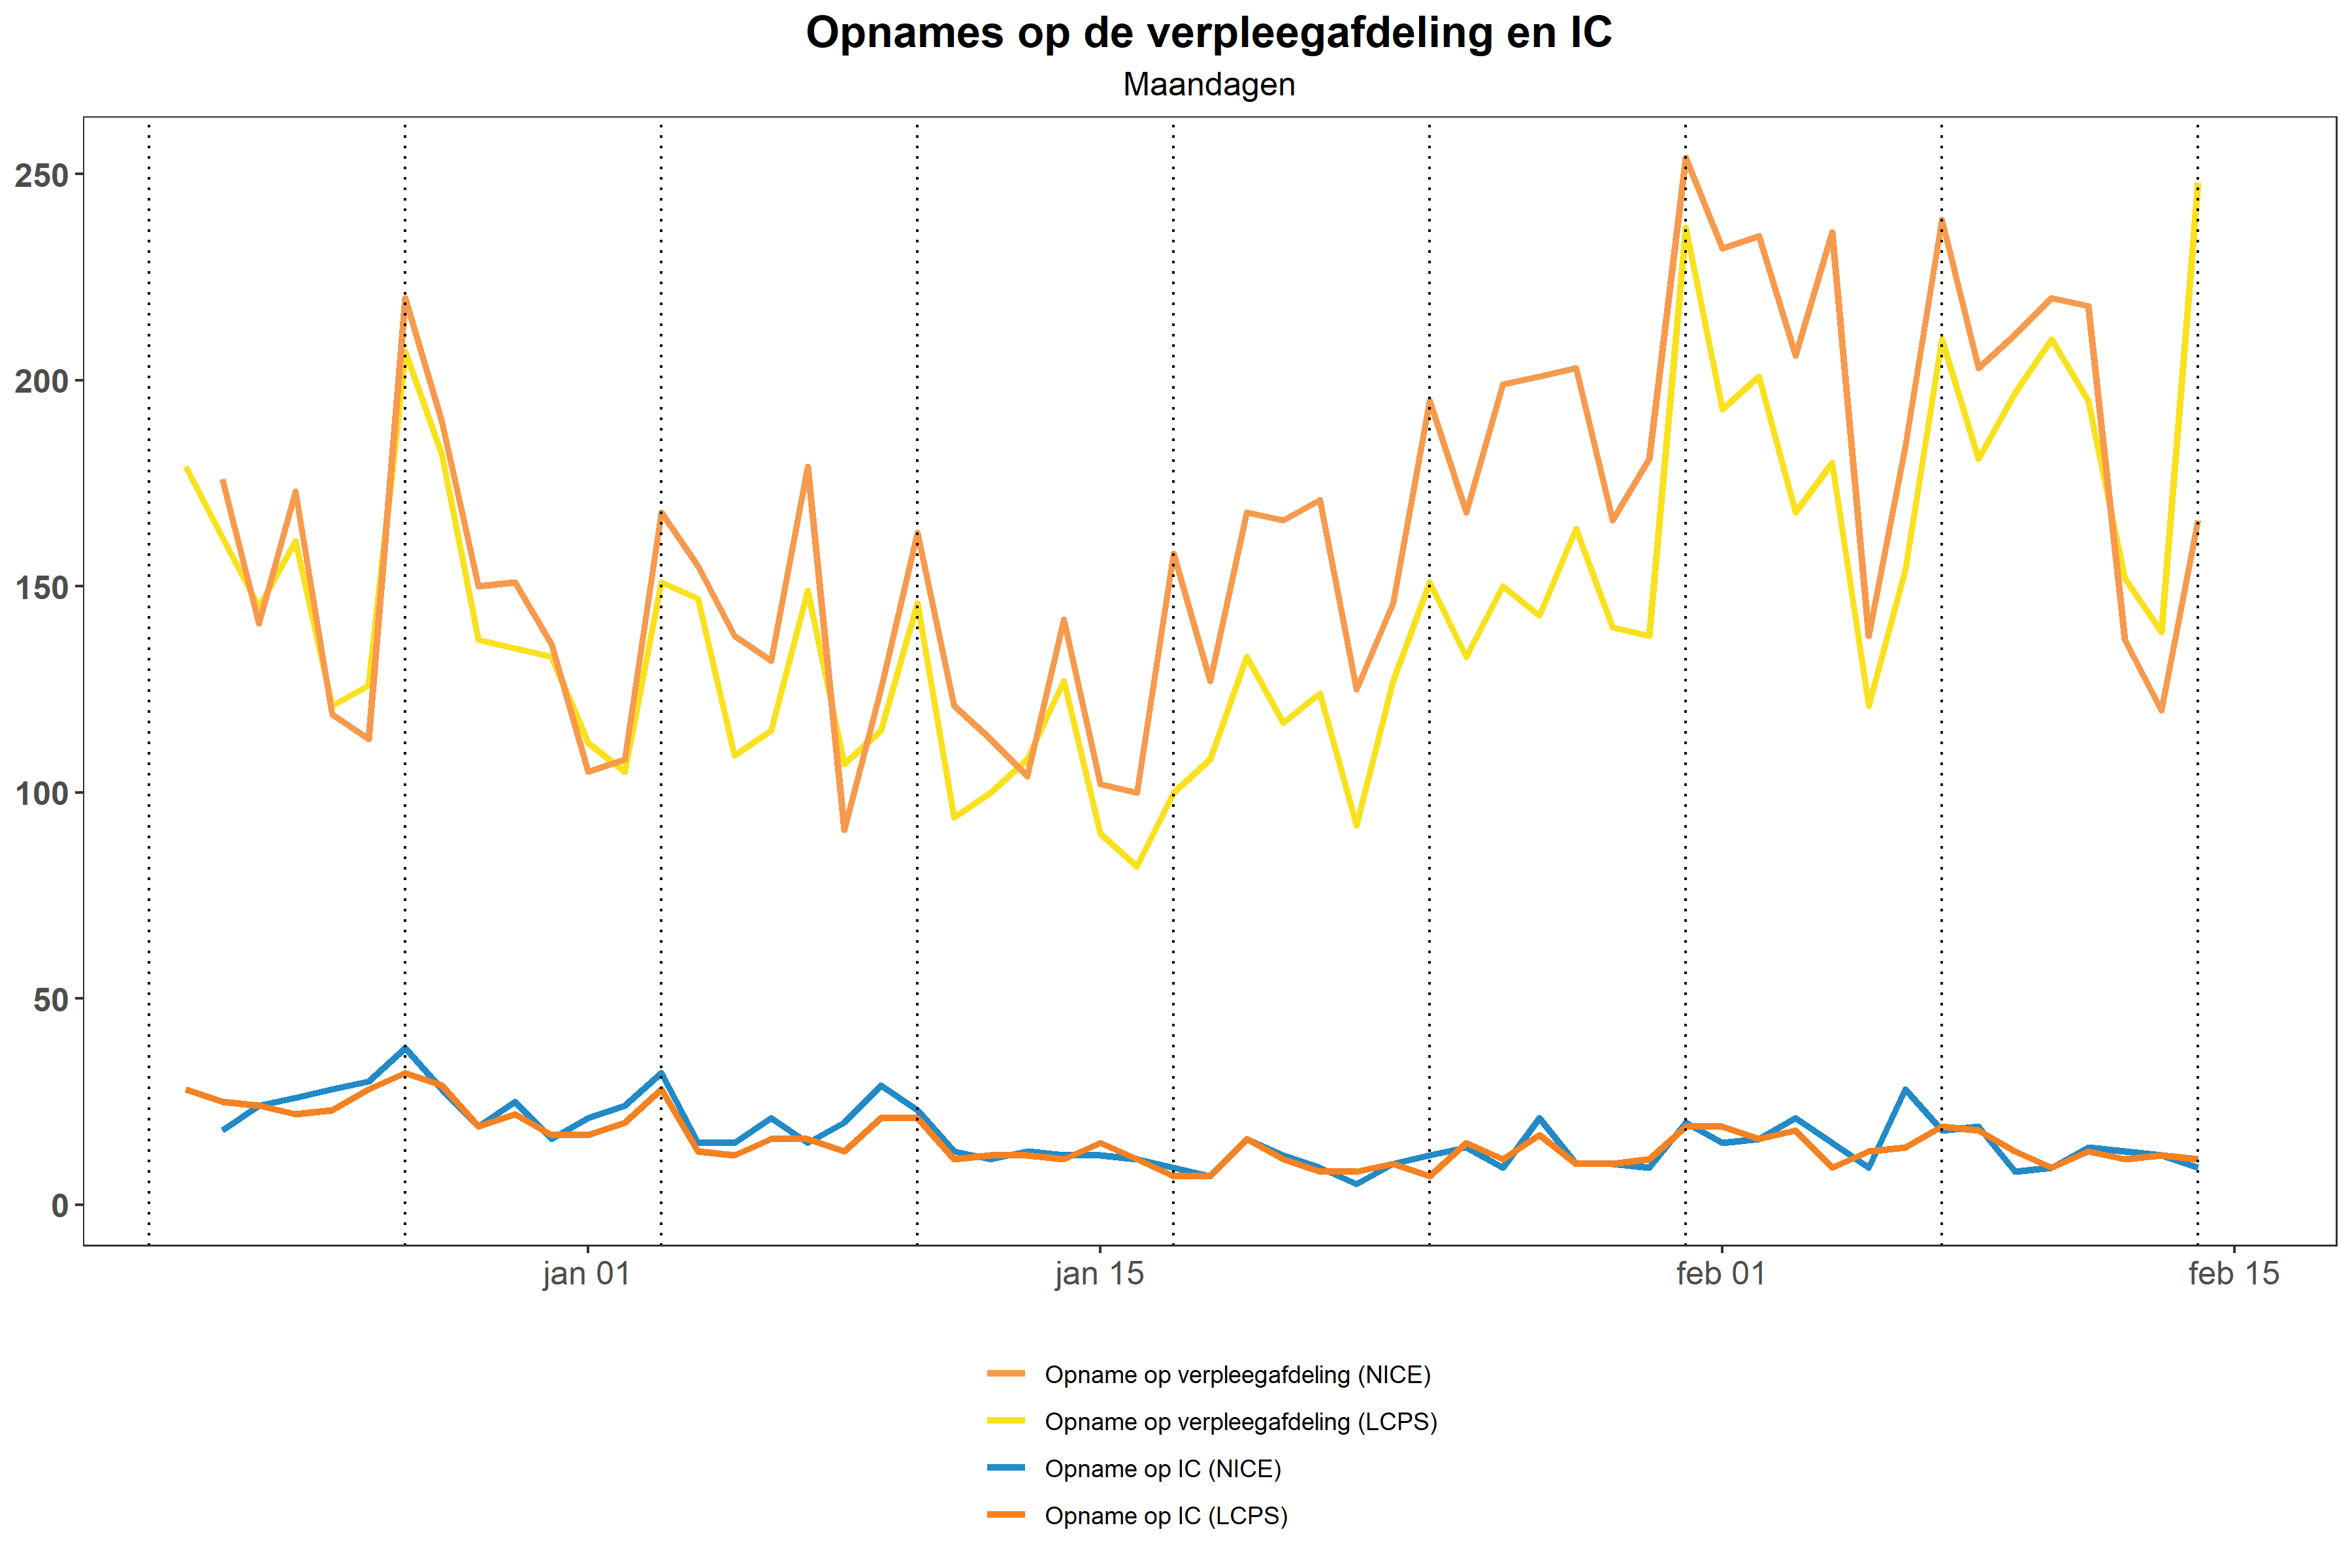 Opnames op de verpleegafdeling en IC
Maandagen
250
200
150
100
50
0
jan 01 jan 15 feb 01 feb 15
Opname op verpleegafdeling (NICE)
Opname op verpleegafdeling (LCPS)
Opname op IC (NICE)
Opname op IC (LCPS)